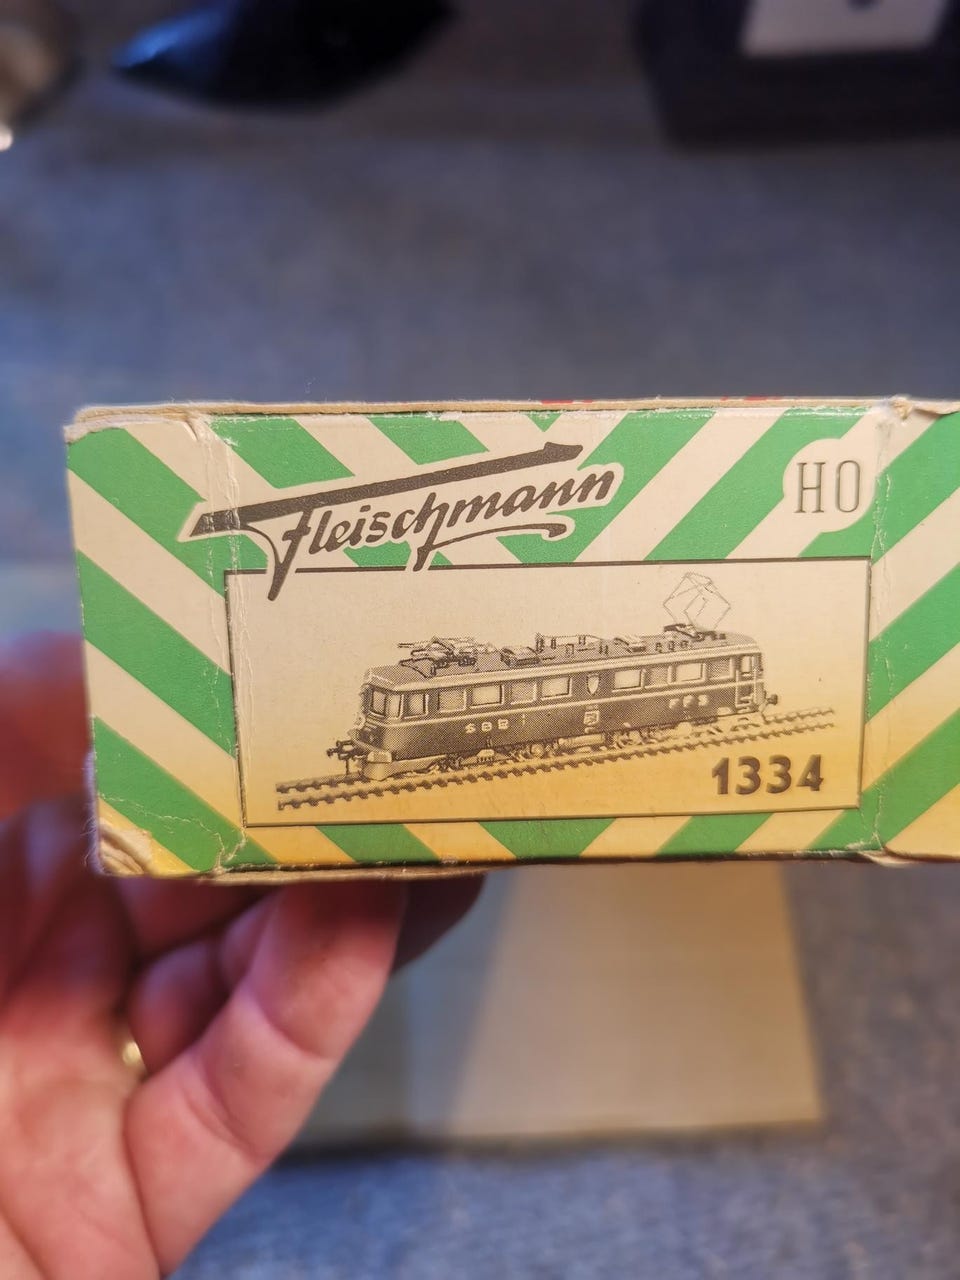 Fleischmann
HO
SBB
FFS
1334